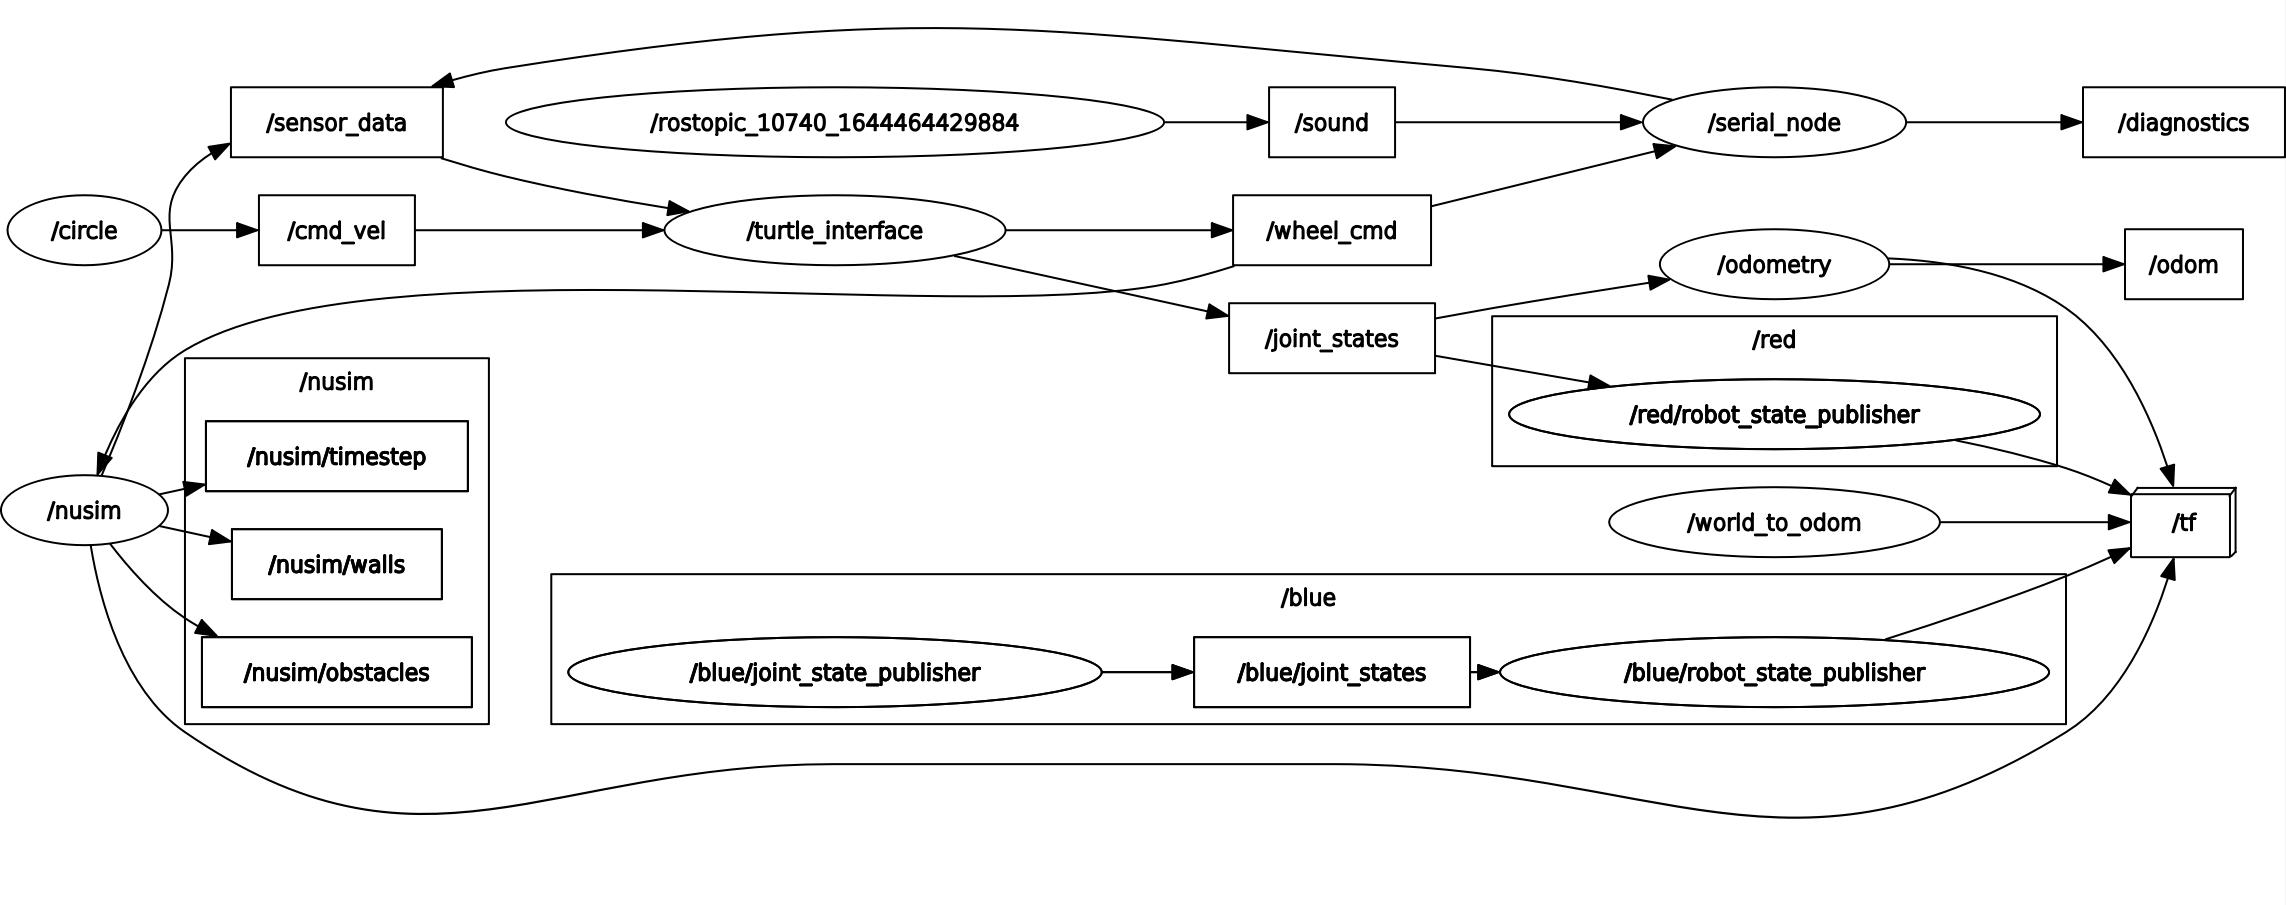 /sensor_data
/rostopic_10740_1644464429884
/sound
/serial_node
/diagnostics
/circle
/cmd_vel
/turtle_interface
/wheel_cmd
/odometry
/odom
/joint_states
/red
/red/robot_state_publisher
/nusim
/nusim/timestep
/nusim
/nusim/walls
/nusim/obstacles
/world_to_odom
/tf
/blue
/blue/joint_state_publisher
/blue/joint_states
/blue/robot_state_publisher